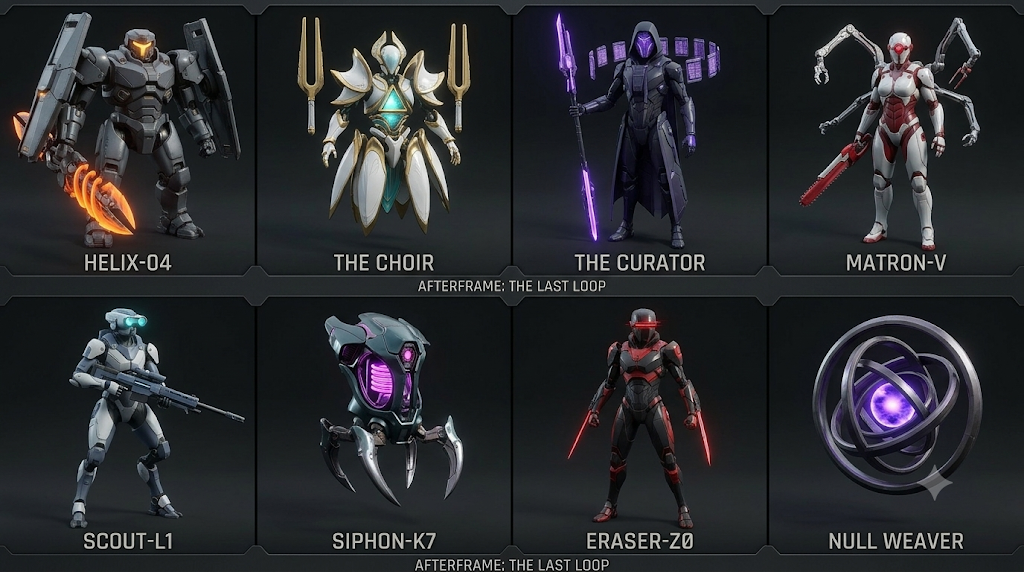 HELIX-04
THE CHOIR
THE CURATOR
MATRON-V
AFTERFRAME: THE LAST LOOP
SCOUT-L1
SIPHON-K7
ERASER-Z0
NULL WEAVER
AFTERFRAME: THE LAST LOOP